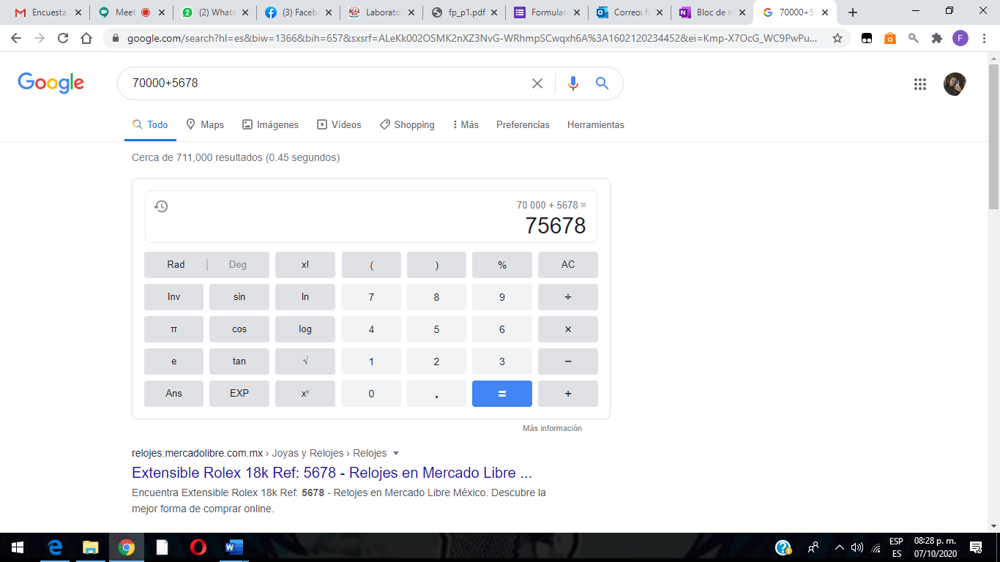 Encuesta
Meet
(2) Whats
(3) Faceb
Laborato
fp_p1.pdf
Formular
Correo: f
Bloc de n
70000+5
google.com/search?hl=es&biw=1366&bih=657&sxsrf=ALeKk002OSMK2nXZ3NvG-WRhmpSCwqxh6A%3A1602120234452&ei=Kmp-X7OcG_WC9PwPu...
F
Google
70000+5678
Todo
Maps
Imágenes
Vídeos
Shopping
Más
Preferencias
Herramientas
Cerca de 711,000 resultados (0.45 segundos)
70 000 + 5678 =
75678
Rad | Deg x! ( ) % AC
Inv sin ln 7 8 9 ÷
π cos log 4 5 6 ×
e tan √ 1 2 3 −
Ans EXP xʸ 0 . = +
Más información
relojes.mercadolibre.com.mx › Joyas y Relojes › Relojes
Extensible Rolex 18k Ref: 5678 - Relojes en Mercado Libre ...
Encuentra Extensible Rolex 18k Ref: 5678 - Relojes en Mercado Libre México. Descubre la
mejor forma de comprar online.
ESP
ES
08:28 p. m.
07/10/2020